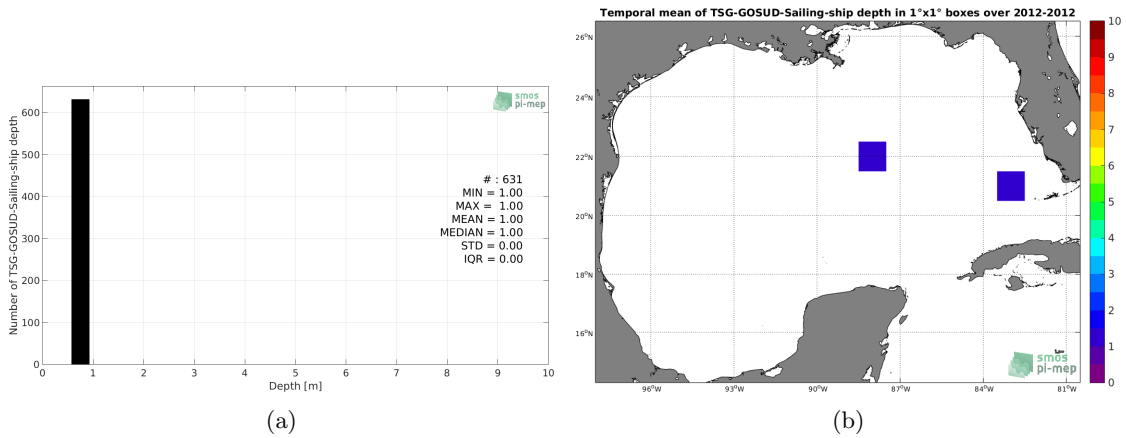 smos
pi-mep
Number of TSG-GOSUD-Sailing-ship depth
600
500
400
300
200
100
0
# : 631
MIN = 1.00
MAX = 1.00
MEAN = 1.00
MEDIAN = 1.00
STD = 0.00
IQR = 0.00
0 1 2 3 4 5 6 7 8 9 10
Depth [m]
(a)
Temporal mean of TSG-GOSUD-Sailing-ship depth in 1°x1° boxes over 2012-2012
26°N
24°N
22°N
20°N
18°N
16°N
96°W 93°W 90°W 87°W 84°W 81°W
smos
pi-mep
10
9
8
7
6
5
4
3
2
1
0
(b)